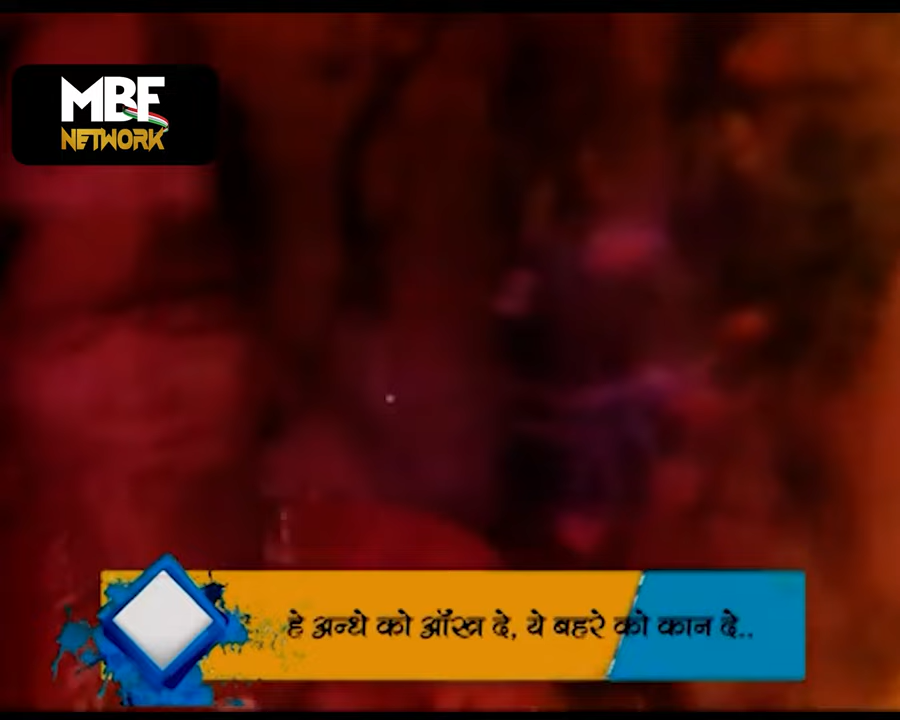 MBF
NETWORK
हे अन्धे को आँख दे, ये बहरे को कान दे..